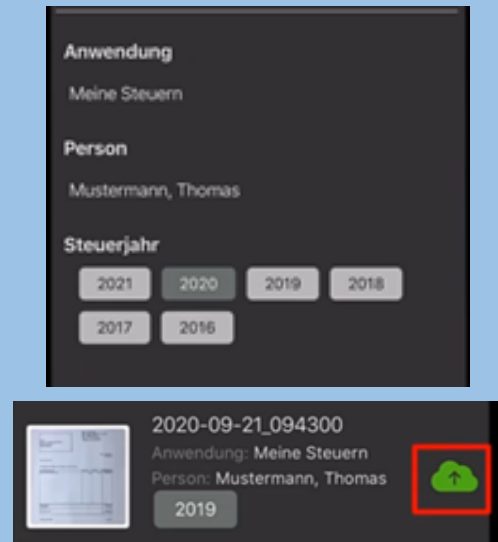 Anwendung
Meine Steuern
Person
Mustermann, Thomas
Steuerjahr
2021 2020 2019 2018
2017 2016
2020-09-21_094300
Anwendung: Meine Steuern
Person: Mustermann, Thomas
2019